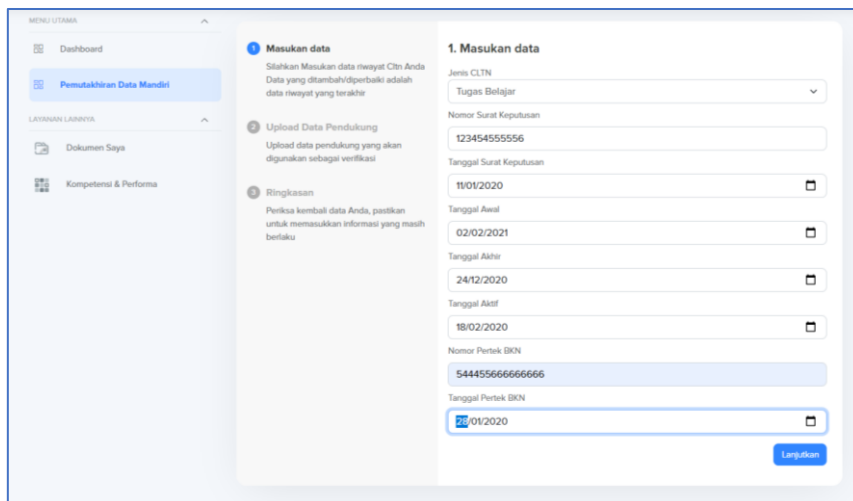 MENU UTAMA
Dashboard
Pemutakhiran Data Mandiri
LAYANAN LAINNYA
Dokumen Saya
Kompetensi & Performa
1 Masukan data
Silahkan Masukan data riwayat Cltn Anda
Data yang ditambah/diperbaiki adalah
data riwayat yang terakhir
2 Upload Data Pendukung
Upload data pendukung yang akan
digunakan sebagai verifikasi
3 Ringkasan
Periksa kembali data Anda, pastikan
untuk memasukkan informasi yang masih
berlaku
1. Masukan data
Jenis CLTN
Tugas Belajar
Nomor Surat Keputusan
123454555556
Tanggal Surat Keputusan
11/01/2020
Tanggal Awal
02/02/2021
Tanggal Akhir
24/12/2020
Tanggal Aktif
18/02/2020
Nomor Pertek BKN
544455666666666
Tanggal Pertek BKN
28/01/2020
Lanjutkan